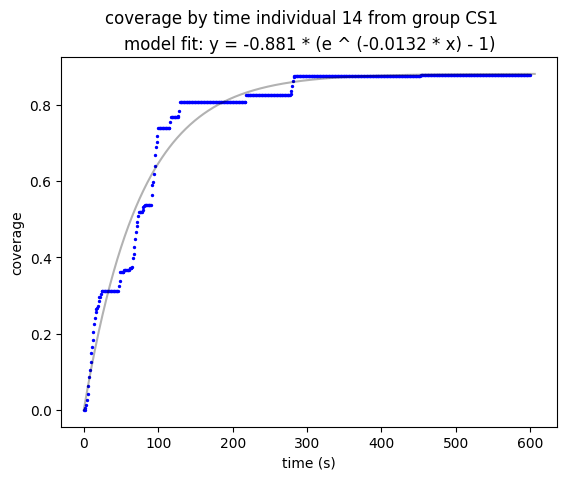 coverage by time individual 14 from group CS1
model fit: y = -0.881 * (e ^ (-0.0132 * x) - 1)
coverage
0.8
0.6
0.4
0.2
0.0
0 100 200 300 400 500 600
time (s)